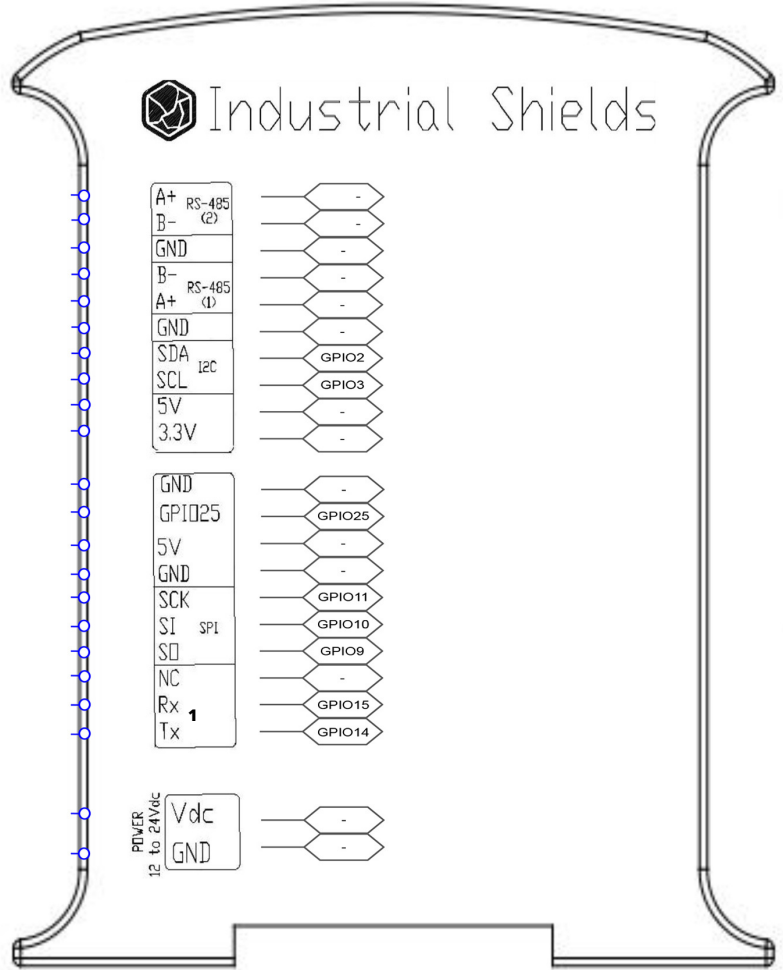 Industrial Shields
A+ RS-485 -
B- (2) -
GND -
B- RS-485 -
A+ (1) -
GND -
SDA I2C GPIO2
SCL GPIO3
5V -
3.3V -
GND -
GPIO25 GPIO25
5V -
GND -
SCK GPIO11
SI SPI GPIO10
SO GPIO9
NC -
Rx 1 GPIO15
Tx GPIO14
POWER
12 to 24Vdc
Vdc -
GND -